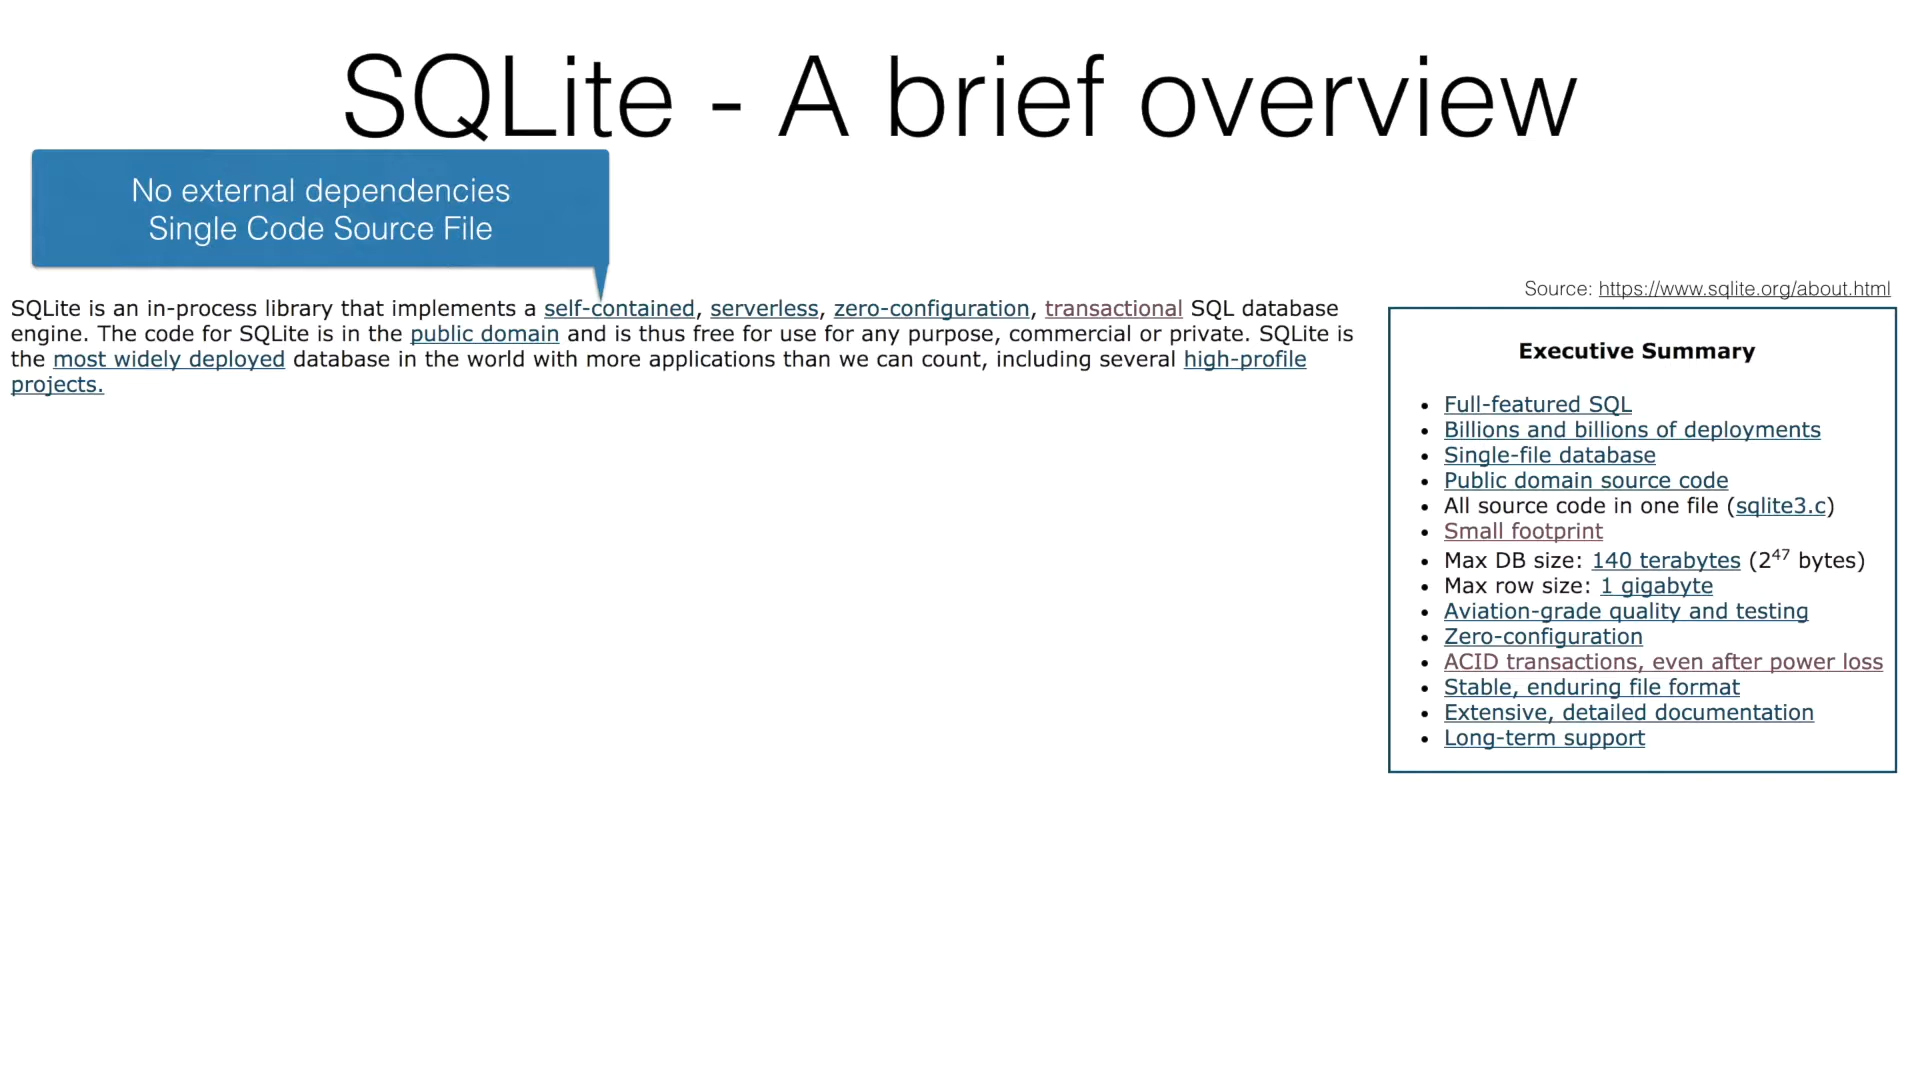 SQLite - A brief overview
No external dependencies
Single Code Source File
SQLite is an in-process library that implements a self-contained, serverless, zero-configuration, transactional SQL database
engine. The code for SQLite is in the public domain and is thus free for use for any purpose, commercial or private. SQLite is
the most widely deployed database in the world with more applications than we can count, including several high-profile
projects.
Source: https://www.sqlite.org/about.html
Executive Summary
• Full-featured SQL
• Billions and billions of deployments
• Single-file database
• Public domain source code
• All source code in one file (sqlite3.c)
• Small footprint
• Max DB size: 140 terabytes (2⁴⁷ bytes)
• Max row size: 1 gigabyte
• Aviation-grade quality and testing
• Zero-configuration
• ACID transactions, even after power loss
• Stable, enduring file format
• Extensive, detailed documentation
• Long-term support